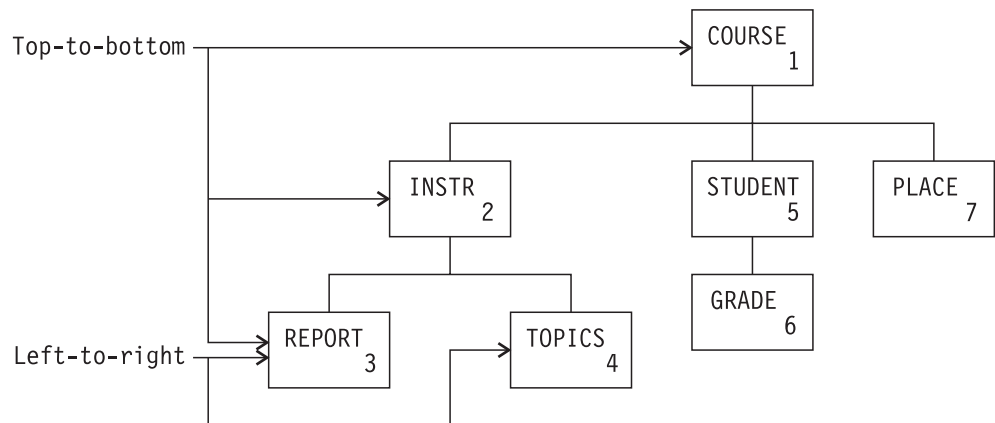 Top-to-bottom
COURSE
1
INSTR
2
STUDENT
5
PLACE
7
REPORT
3
TOPICS
4
GRADE
6
Left-to-right